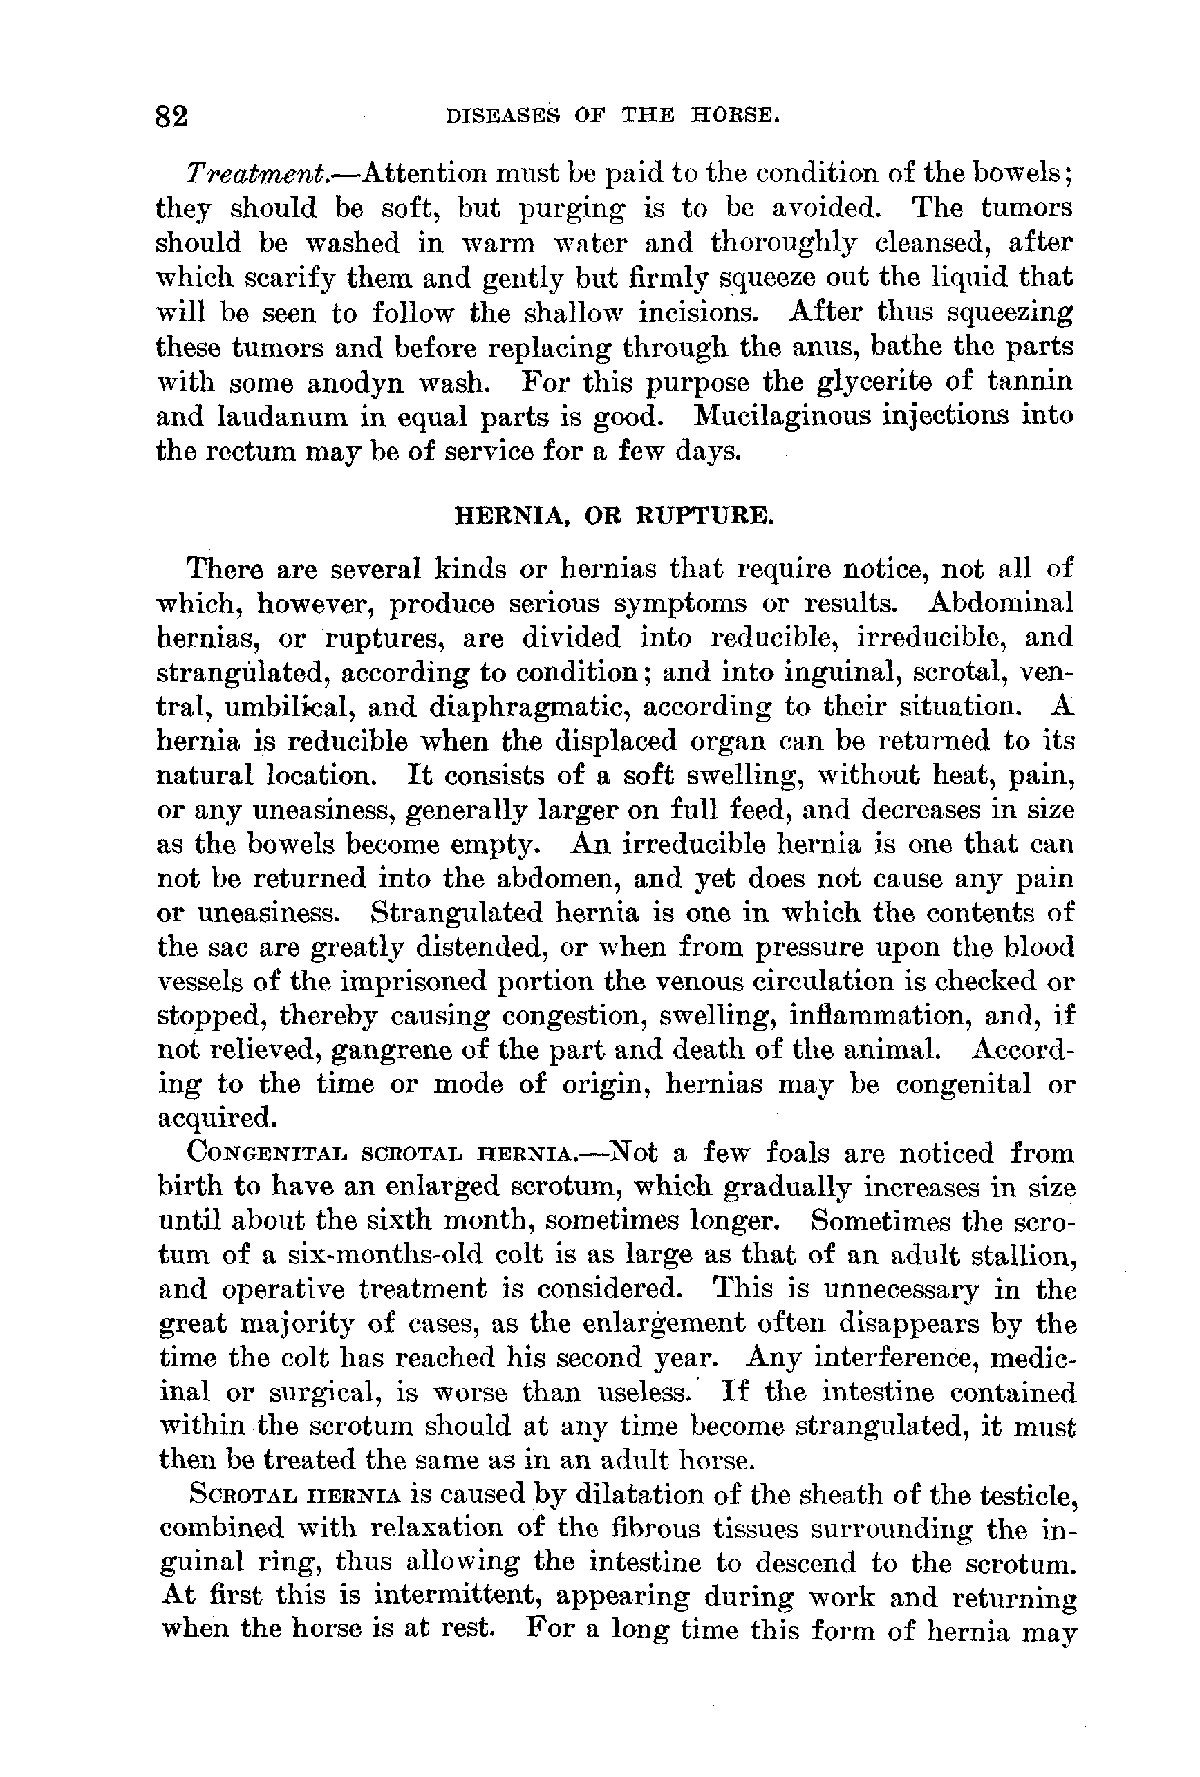 82 DISEASES OF THE HORSE.
Treatment.—Attention must be paid to the condition of the bowels;
they should be soft, but purging is to be avoided. The tumors
should be washed in warm water and thoroughly cleansed, after
which scarify them and gently but firmly squeeze out the liquid that
will be seen to follow the shallow incisions. After thus squeezing
these tumors and before replacing through the anus, bathe the parts
with some anodyn wash. For this purpose the glycerite of tannin
and laudanum in equal parts is good. Mucilaginous injections into
the rectum may be of service for a few days.
HERNIA, OR RUPTURE.
There are several kinds or hernias that require notice, not all of
which, however, produce serious symptoms or results. Abdominal
hernias, or ruptures, are divided into reducible, irreducible, and
strangulated, according to condition; and into inguinal, scrotal, ven-
tral, umbilical, and diaphragmatic, according to their situation. A
hernia is reducible when the displaced organ can be returned to its
natural location. It consists of a soft swelling, without heat, pain,
or any uneasiness, generally larger on full feed, and decreases in size
as the bowels become empty. An irreducible hernia is one that can
not be returned into the abdomen, and yet does not cause any pain
or uneasiness. Strangulated hernia is one in which the contents of
the sac are greatly distended, or when from pressure upon the blood
vessels of the imprisoned portion the venous circulation is checked or
stopped, thereby causing congestion, swelling, inflammation, and, if
not relieved, gangrene of the part and death of the animal. Accord-
ing to the time or mode of origin, hernias may be congenital or
acquired.
CONGENITAL SCROTAL HERNIA.—Not a few foals are noticed from
birth to have an enlarged scrotum, which gradually increases in size
until about the sixth month, sometimes longer. Sometimes the scro-
tum of a six-months-old colt is as large as that of an adult stallion,
and operative treatment is considered. This is unnecessary in the
great majority of cases, as the enlargement often disappears by the
time the colt has reached his second year. Any interference, medic-
inal or surgical, is worse than useless. If the intestine contained
within the scrotum should at any time become strangulated, it must
then be treated the same as in an adult horse.
SCROTAL HERNIA is caused by dilatation of the sheath of the testicle,
combined with relaxation of the fibrous tissues surrounding the in-
guinal ring, thus allowing the intestine to descend to the scrotum.
At first this is intermittent, appearing during work and returning
when the horse is at rest. For a long time this form of hernia may